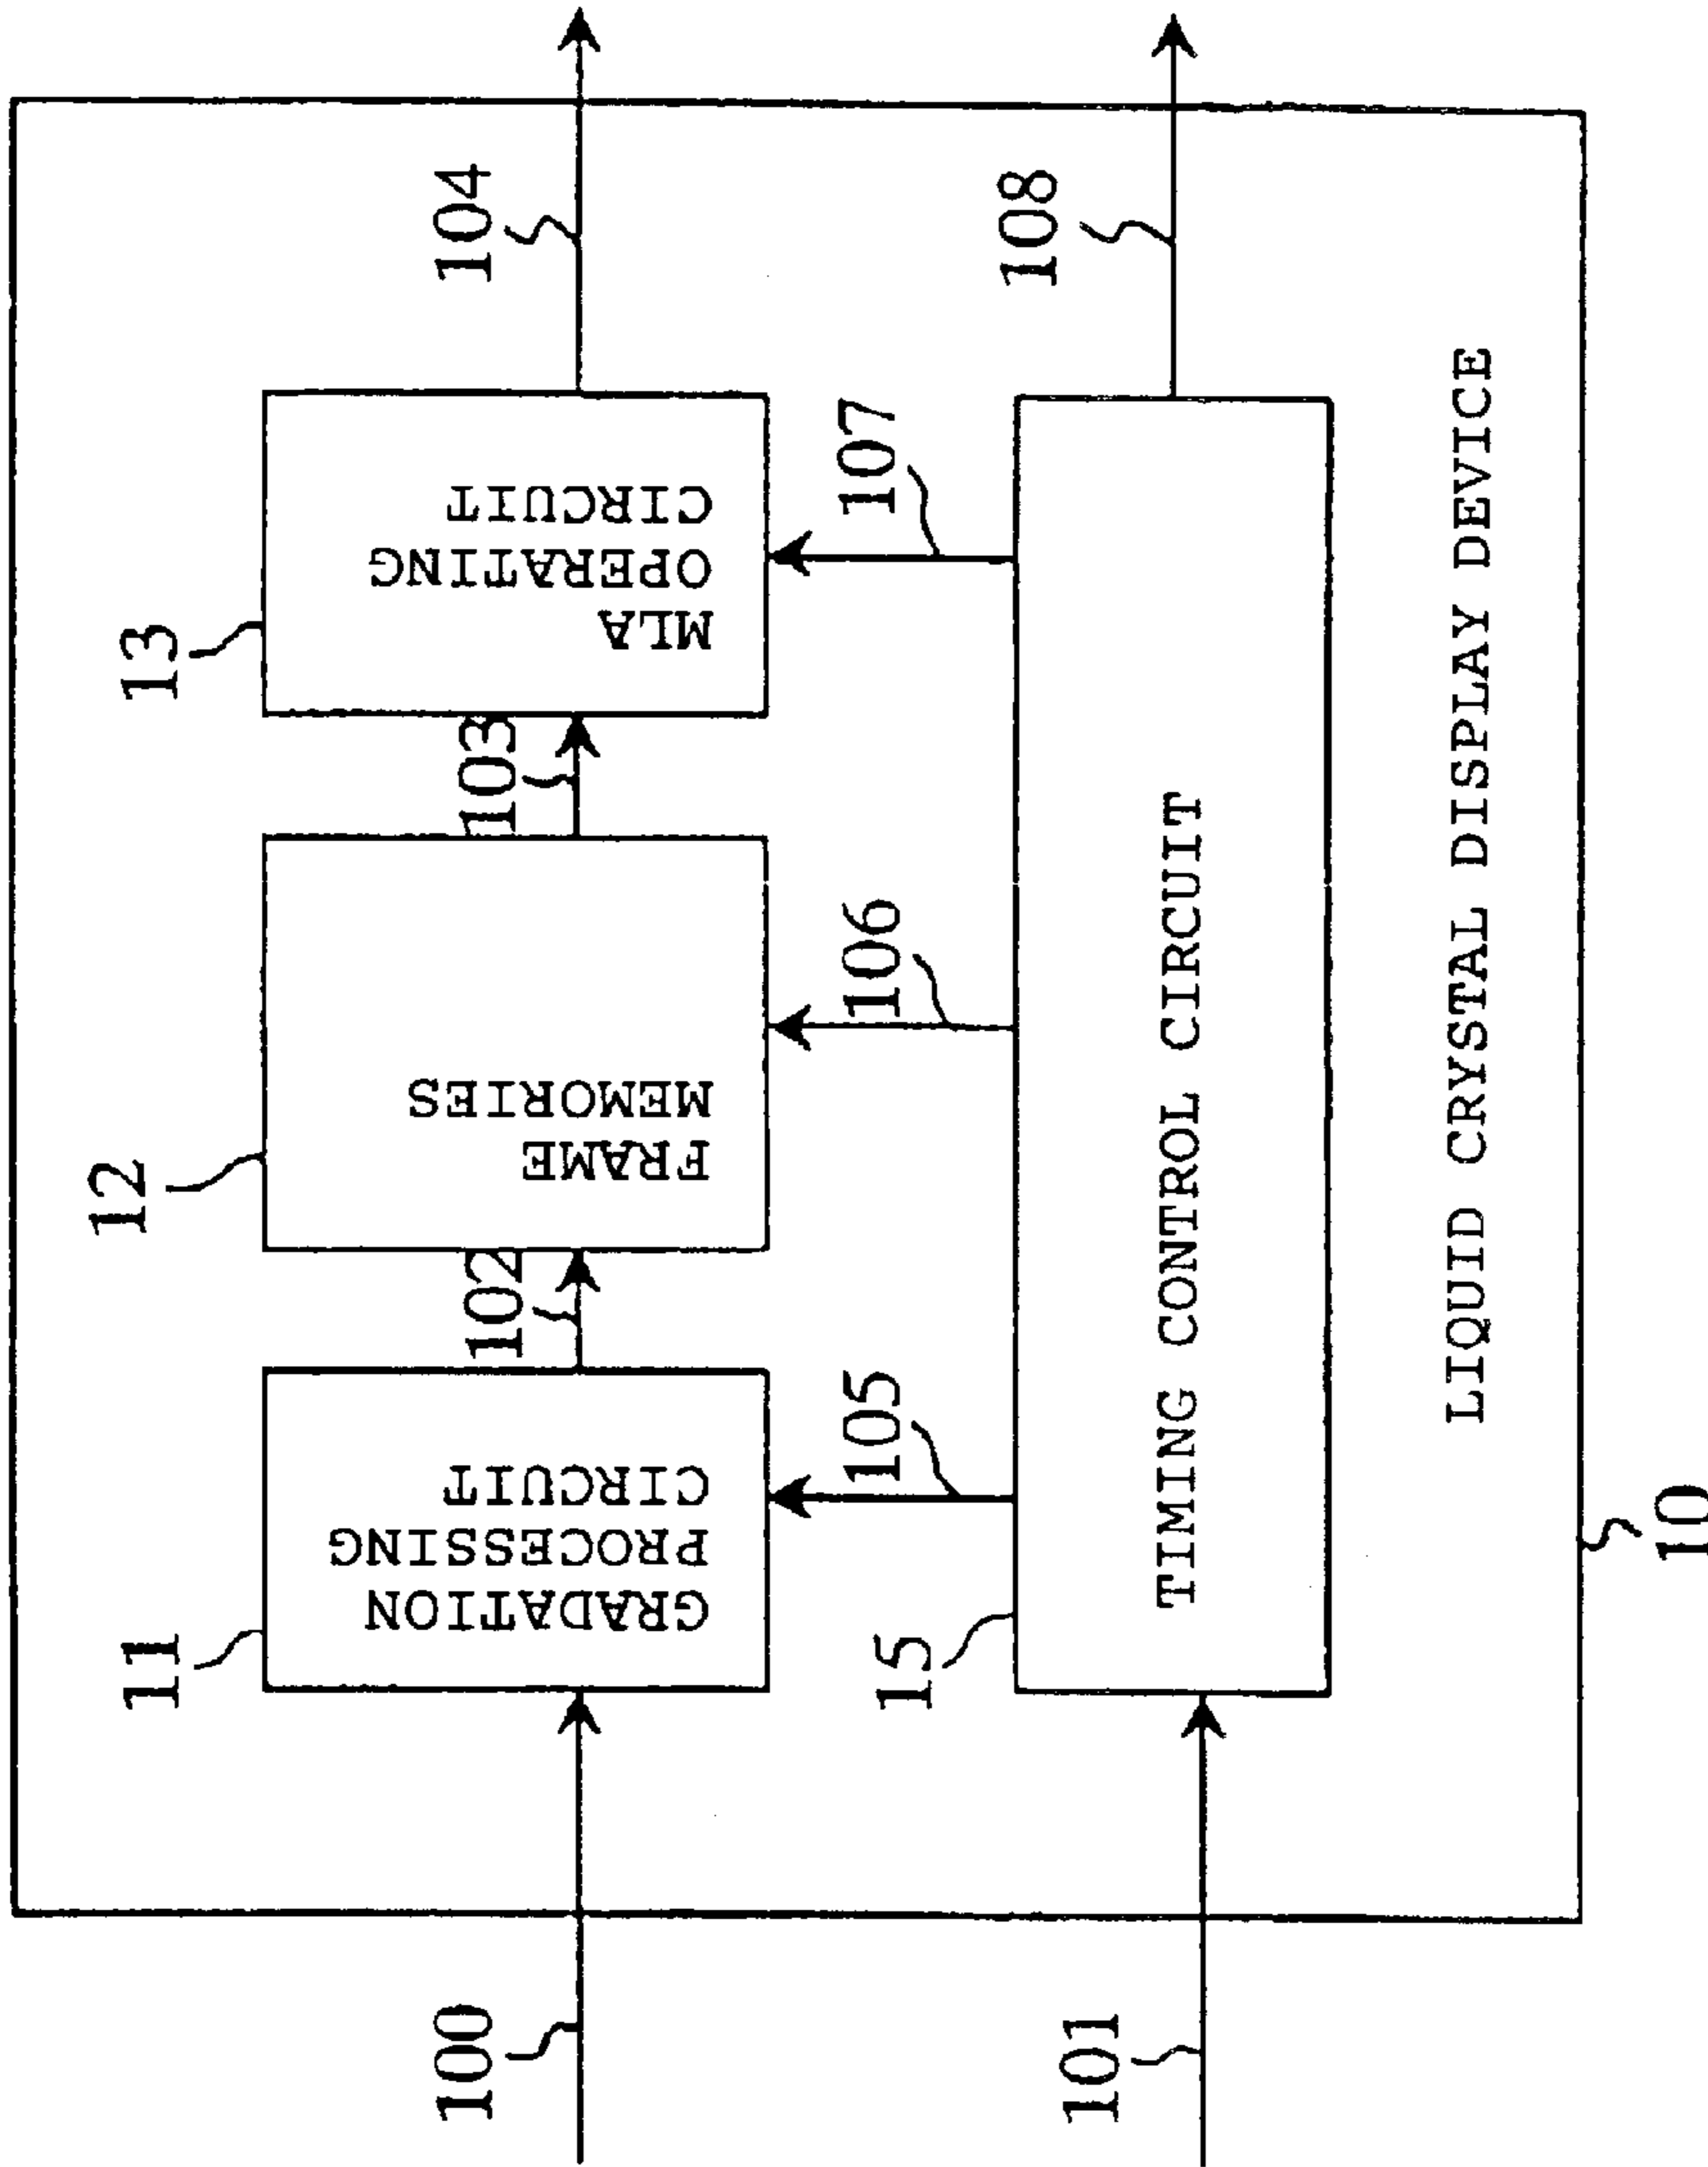 13
MLA
OPERATING
CIRCUIT
104
103
107
12
FRAME
MEMORIES
106
102
11
GRADATION
PROCESSING
CIRCUIT
105
100
15
TIMING CONTROL CIRCUIT
108
101
LIQUID CRYSTAL DISPLAY DEVICE
10